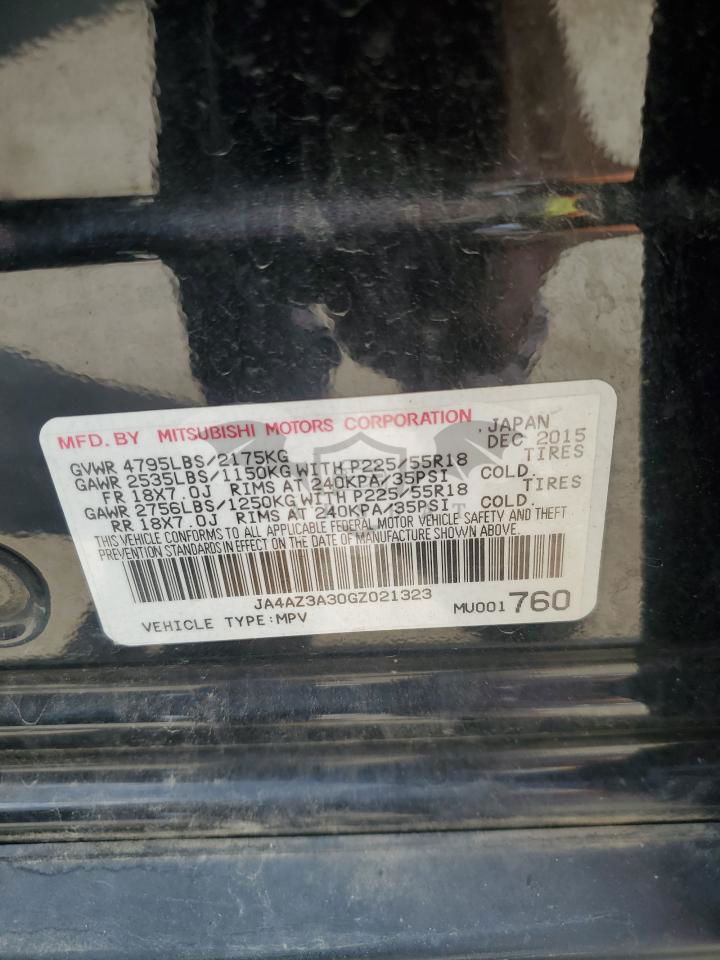 MFD. BY MITSUBISHI MOTORS CORPORATION , JAPAN
DEC 2015
GVWR 4795LBS/2175KG
GAWR 2535LBS/1150KG WITH P225/55R18 TIRES
FR 18X7.0J RIMS AT 240KPA/35PSI COLD.
GAWR 2756LBS/1250KG WITH P225/55R18 TIRES
RR 18X7.0J RIMS AT 240KPA/35PSI COLD.
THIS VEHICLE CONFORMS TO ALL APPLICABLE FEDERAL MOTOR VEHICLE SAFETY AND THEFT
PREVENTION STANDARDS IN EFFECT ON THE DATE OF MANUFACTURE SHOWN ABOVE.
JA4AZ3A30GZ021323
VEHICLE TYPE:MPV MU001760